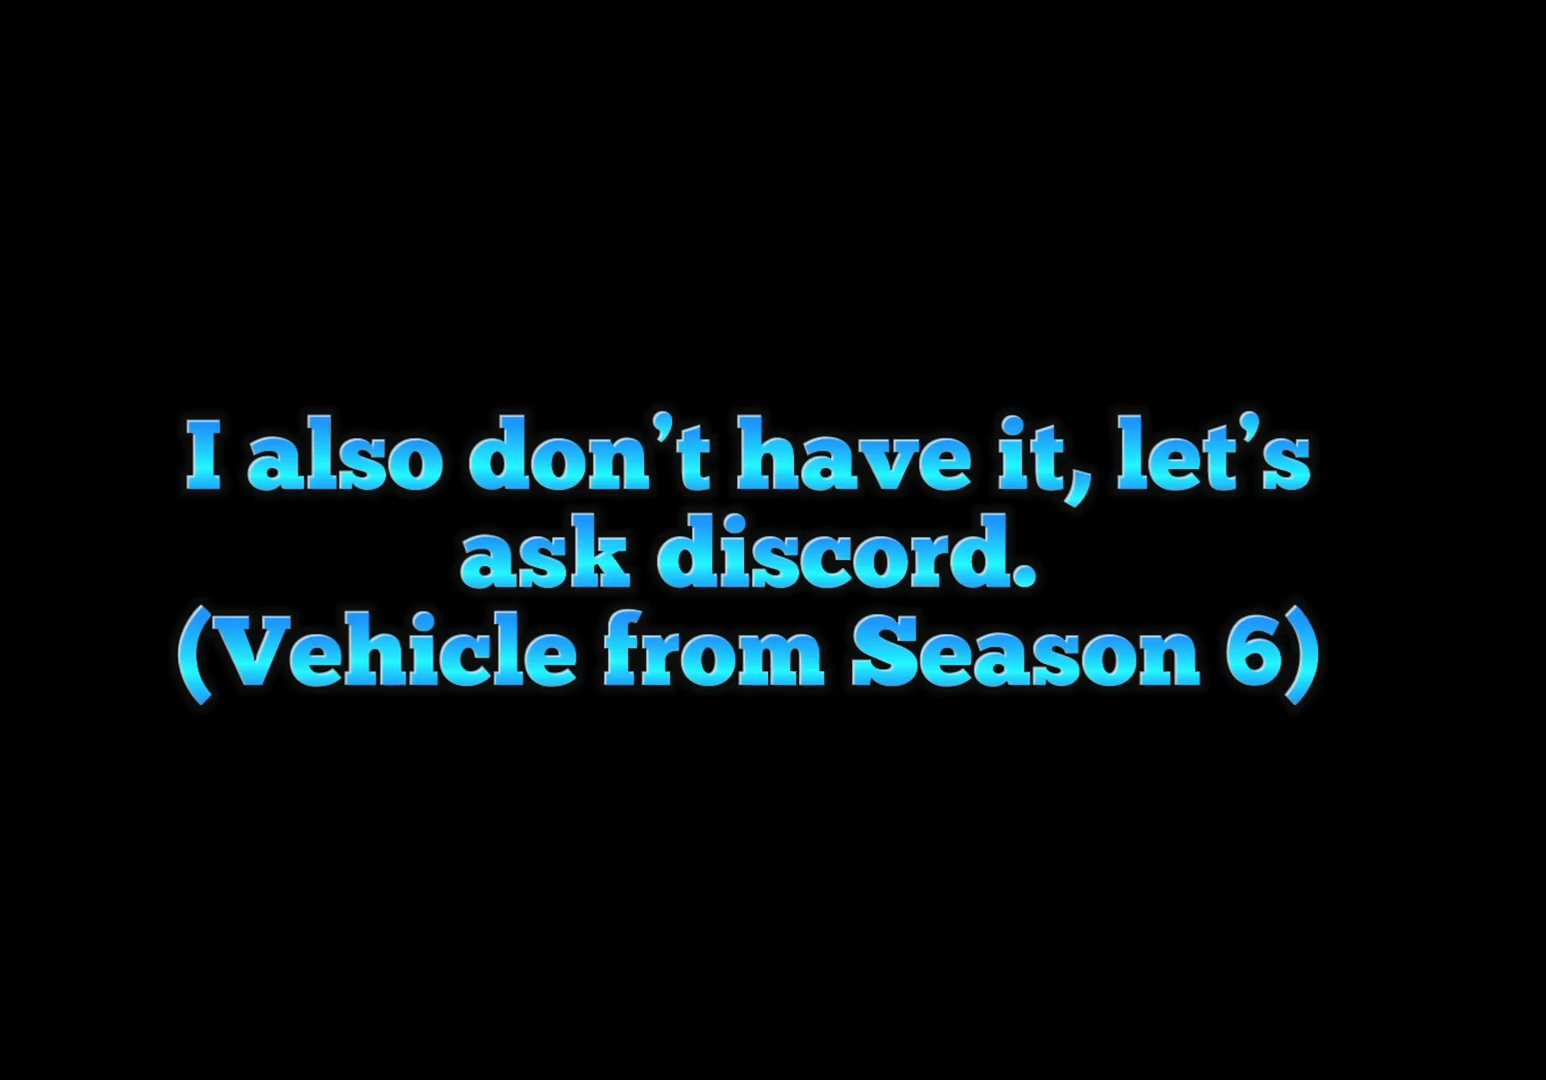 I also don’t have it, let’s
ask discord.
(Vehicle from Season 6)